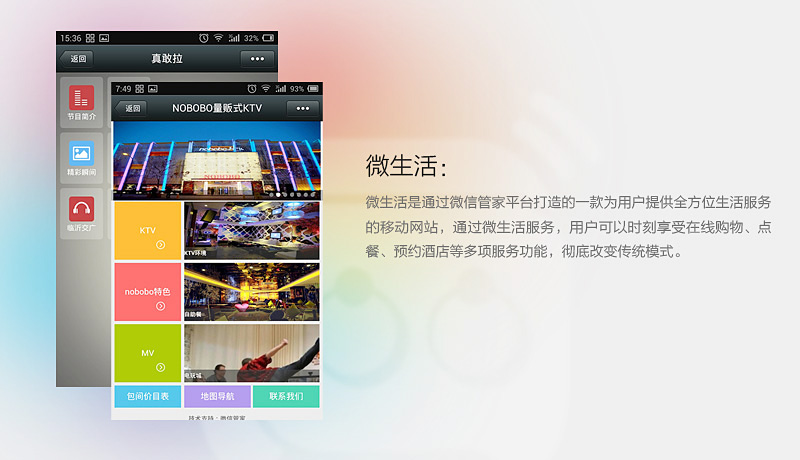 15:36
32%
返回
真敢拉
节目简介
精彩瞬间
临沂交广
7:49
93%
返回
NOBOBO量贩式KTV
NOBOBO
KTV
KTV环境
nobobo特色
自助餐
MV
电玩城
包间价目表
地图导航
联系我们
技术支持：微信管家
微生活：
微生活是通过微信管家平台打造的一款为用户提供全方位生活服务
的移动网站，通过微生活服务，用户可以时刻享受在线购物、点
餐、预约酒店等多项服务功能，彻底改变传统模式。